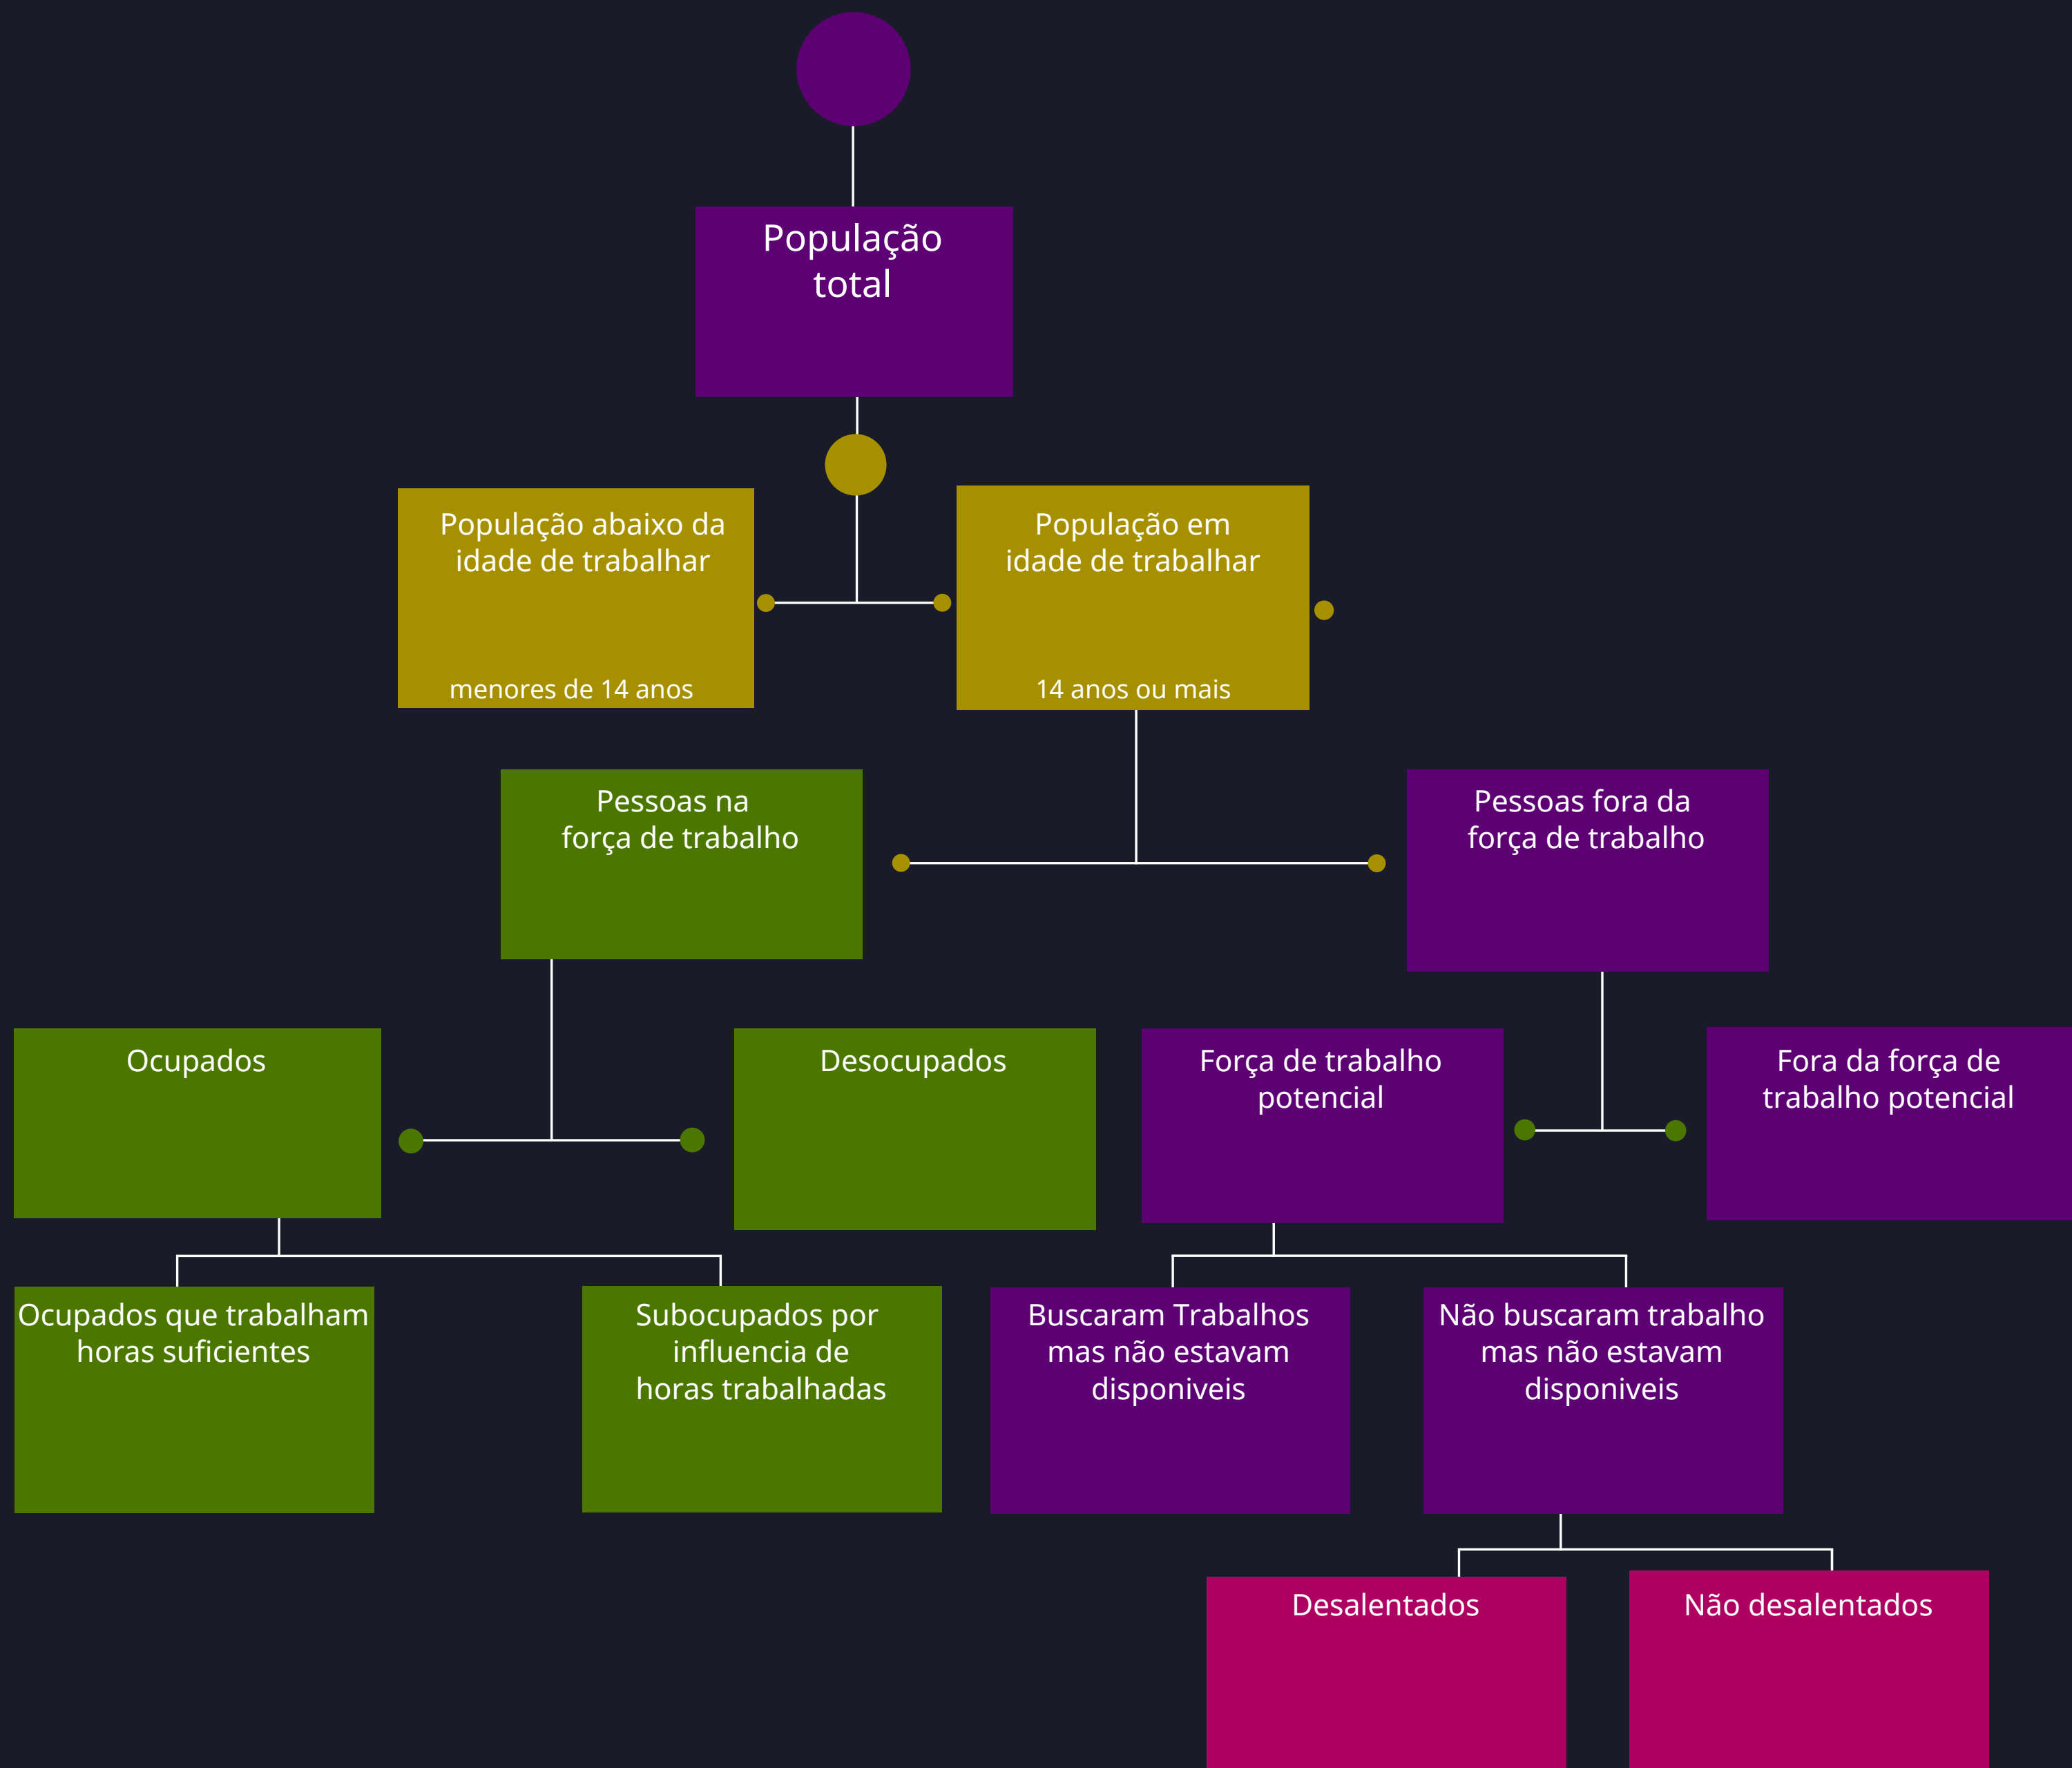 População
total
População abaixo da
idade de trabalhar
menores de 14 anos
População em
idade de trabalhar
14 anos ou mais
Pessoas na
força de trabalho
Pessoas fora da
força de trabalho
Ocupados
Desocupados
Força de trabalho
potencial
Fora da força de
trabalho potencial
Ocupados que trabalham
horas suficientes
Subocupados por
influencia de
horas trabalhadas
Buscaram Trabalhos
mas não estavam
disponiveis
Não buscaram trabalho
mas não estavam
disponiveis
Desalentados
Não desalentados